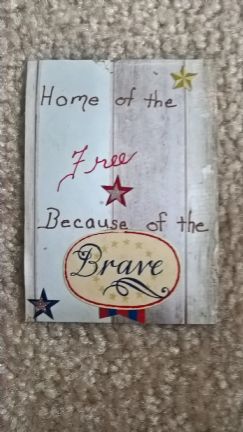 Home of the
Free
Because of the
Brave